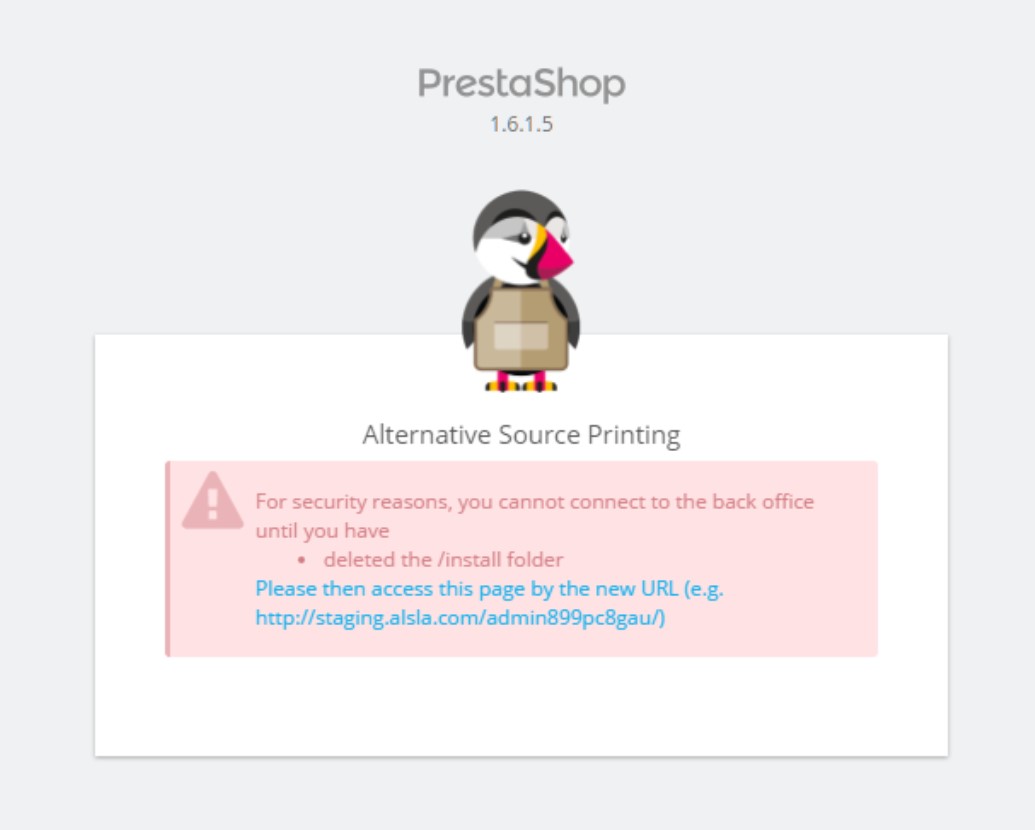 PrestaShop
1.6.1.5
Alternative Source Printing
For security reasons, you cannot connect to the back office
until you have
• deleted the /install folder
Please then access this page by the new URL (e.g.
http://staging.alsla.com/admin899pc8gau/)